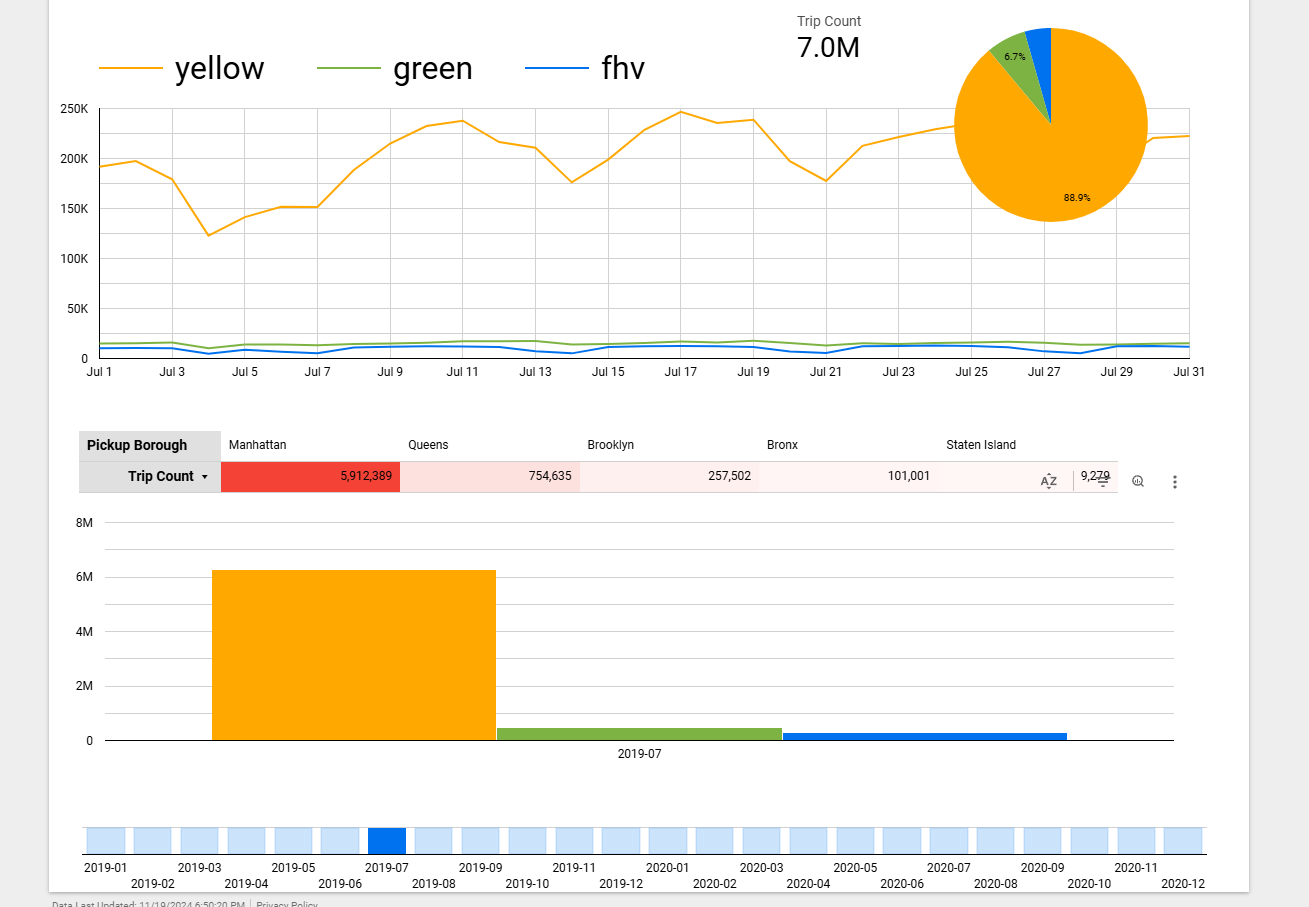 Trip Count
7.0M
yellow green fhv
6.7%
88.9%
250K
200K
150K
100K
50K
0
Jul 1 Jul 3 Jul 5 Jul 7 Jul 9 Jul 11 Jul 13 Jul 15 Jul 17 Jul 19 Jul 21 Jul 23 Jul 25 Jul 27 Jul 29 Jul 31
Pickup Borough Manhattan Queens Brooklyn Bronx Staten Island
Trip Count 5,912,389 754,635 257,502 101,001 AZ 9,279
8M
6M
4M
2M
0
2019-07
2019-01 2019-03 2019-05 2019-07 2019-09 2019-11 2020-01 2020-03 2020-05 2020-07 2020-09 2020-11
2019-02 2019-04 2019-06 2019-08 2019-10 2019-12 2020-02 2020-04 2020-06 2020-08 2020-10 2020-12
Data Last Updated: 11/19/2024 6:50:20 PM Privacy Policy